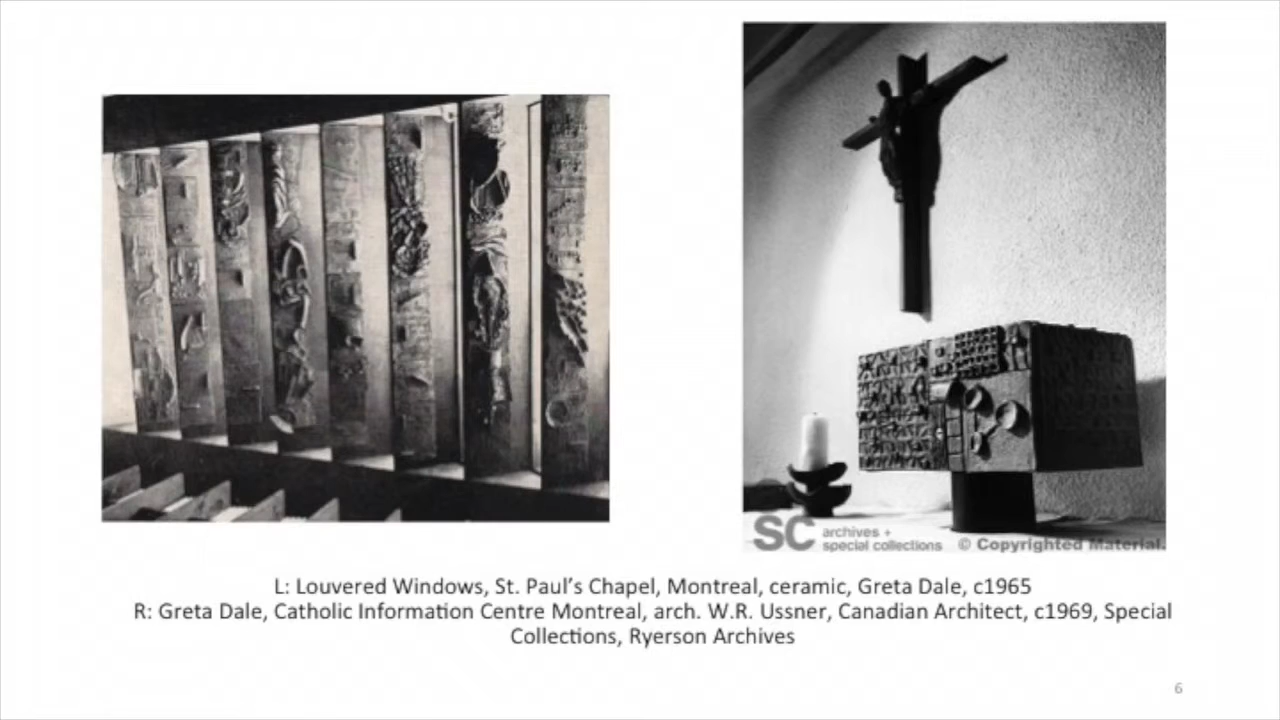 SC archives +
special collections © Copyrighted Material.
L: Louvered Windows, St. Paul’s Chapel, Montreal, ceramic, Greta Dale, c1965
R: Greta Dale, Catholic Information Centre Montreal, arch. W.R. Ussner, Canadian Architect, c1969, Special
Collections, Ryerson Archives
6